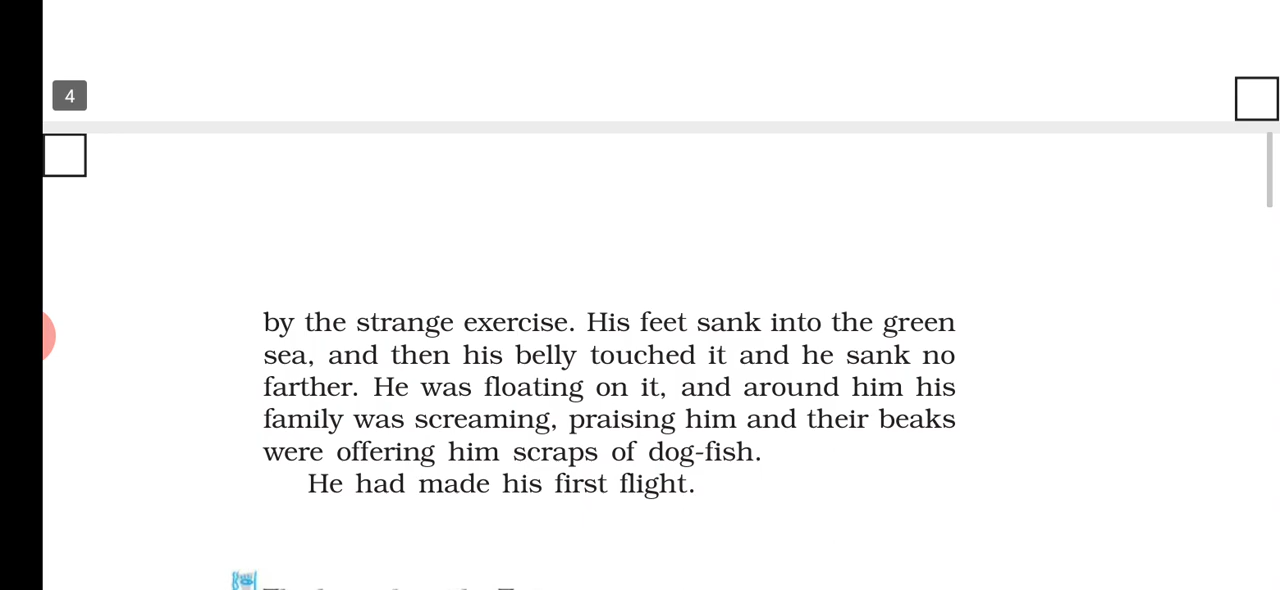 4
by the strange exercise. His feet sank into the green
sea, and then his belly touched it and he sank no
farther. He was floating on it, and around him his
family was screaming, praising him and their beaks
were offering him scraps of dog-fish.
He had made his first flight.